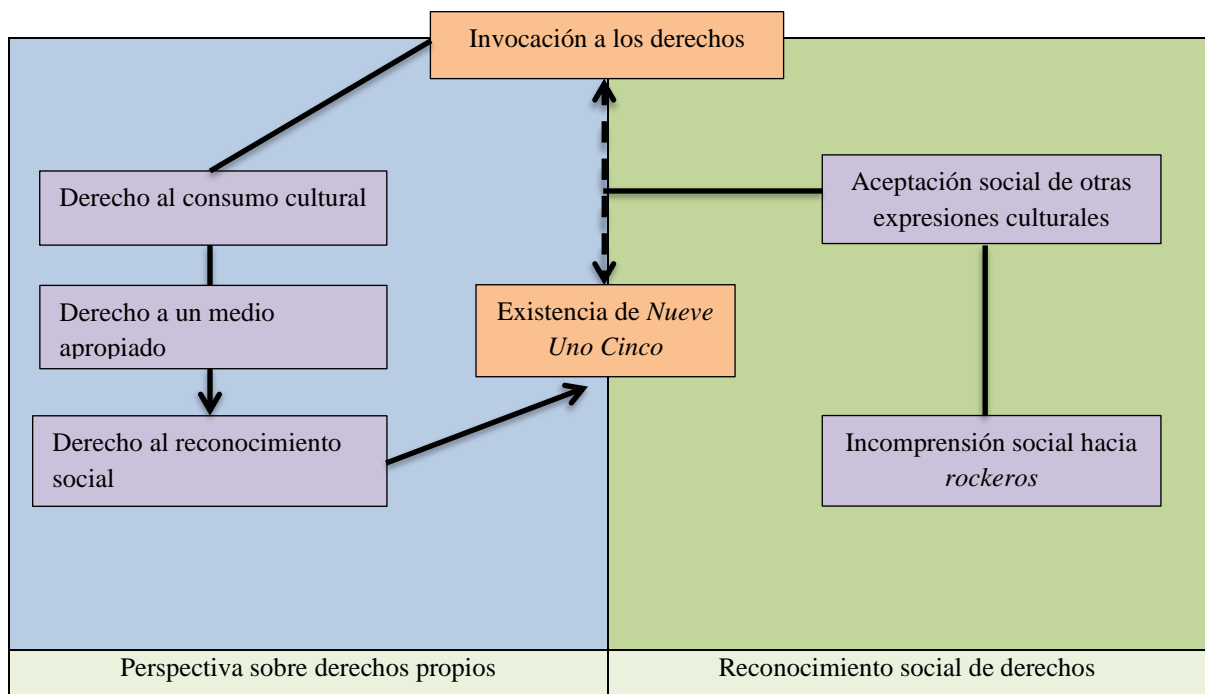 Invocación a los derechos
Derecho al consumo cultural
Aceptación social de otras
expresiones culturales
Derecho a un medio
apropiado
Existencia de Nueve
Uno Cinco
Derecho al reconocimiento
social
Incomprensión social hacia
rockeros
Perspectiva sobre derechos propios
Reconocimiento social de derechos